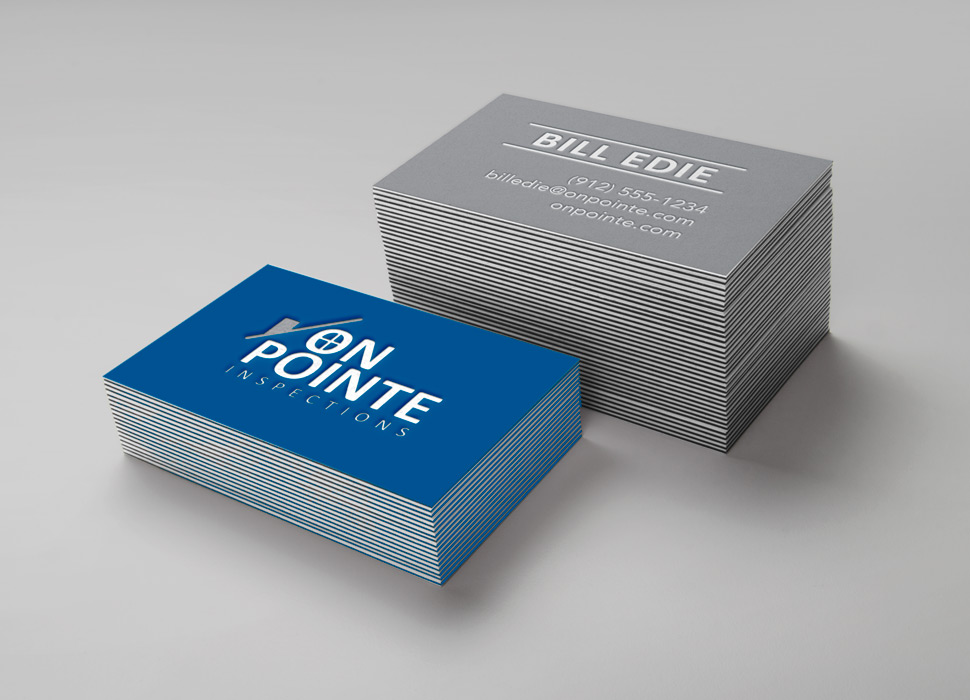 BILL EDIE
(912) 555-1234
billedie@onpointe.com
onpointe.com
ON
POINTE
INSPECTIONS